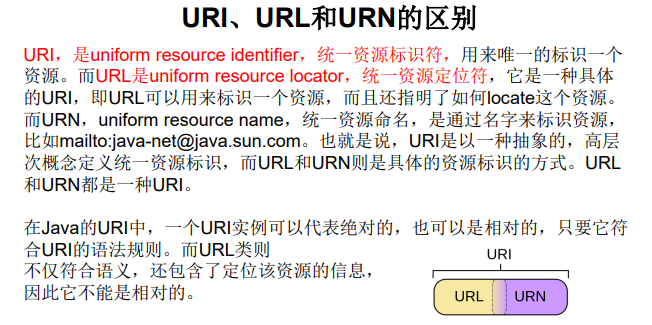 URI、URL和URN的区别
URI，是uniform resource identifier，统一资源标识符，用来唯一的标识一个
资源。而URL是uniform resource locator，统一资源定位符，它是一种具体
的URI，即URL可以用来标识一个资源，而且还指明了如何locate这个资源。
而URN，uniform resource name，统一资源命名，是通过名字来标识资源，
比如mailto:java-net@java.sun.com。也就是说，URI是以一种抽象的，高层
次概念定义统一资源标识，而URL和URN则是具体的资源标识的方式。URL
和URN都是一种URI。
在Java的URI中，一个URI实例可以代表绝对的，也可以是相对的，只要它符
合URI的语法规则。而URL类则
不仅符合语义，还包含了定位该资源的信息，
因此它不能是相对的。
URI
URL URN